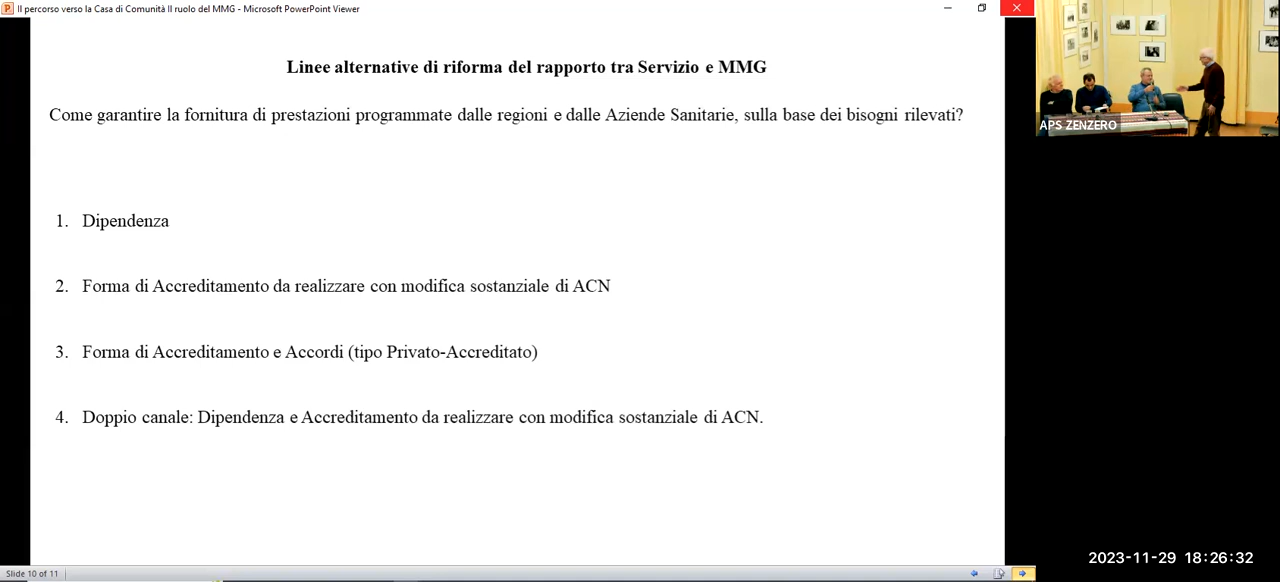 Il percorso verso la Casa di Comunità Il ruolo del MMG - Microsoft PowerPoint Viewer
Linee alternative di riforma del rapporto tra Servizio e MMG
Come garantire la fornitura di prestazioni programmate dalle regioni e dalle Aziende Sanitarie, sulla base dei bisogni rilevati?
1. Dipendenza
2. Forma di Accreditamento da realizzare con modifica sostanziale di ACN
3. Forma di Accreditamento e Accordi (tipo Privato-Accreditato)
4. Doppio canale: Dipendenza e Accreditamento da realizzare con modifica sostanziale di ACN.
APS ZENZERO
2023-11-29 18:26:32
Slide 10 of 11